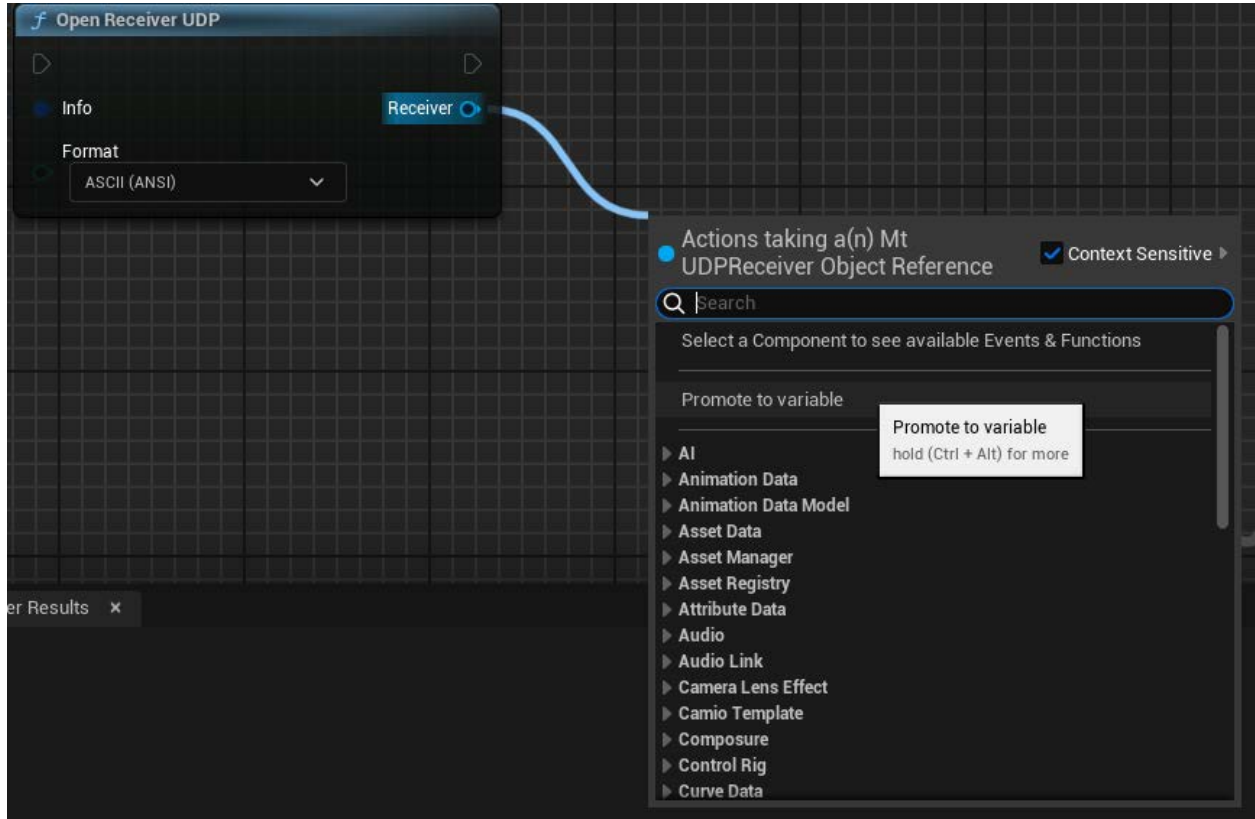 f Open Receiver UDP
Info
Receiver
Format
ASCII (ANSI)
Actions taking a(n) Mt
UDPReceiver Object Reference
Context Sensitive
Search
Select a Component to see available Events & Functions
Promote to variable
Promote to variable
hold (Ctrl + Alt) for more
AI
Animation Data
Animation Data Model
Asset Data
Asset Manager
Asset Registry
Attribute Data
Audio
Audio Link
Camera Lens Effect
Camio Template
Composure
Control Rig
Curve Data
er Results